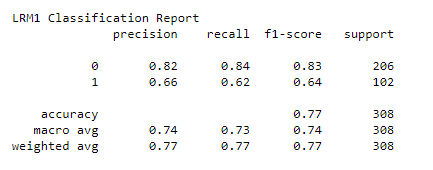 LRM1 Classification Report
precision recall f1-score support
0 0.82 0.84 0.83 206
1 0.66 0.62 0.64 102
accuracy 0.77 308
macro avg 0.74 0.73 0.74 308
weighted avg 0.77 0.77 0.77 308